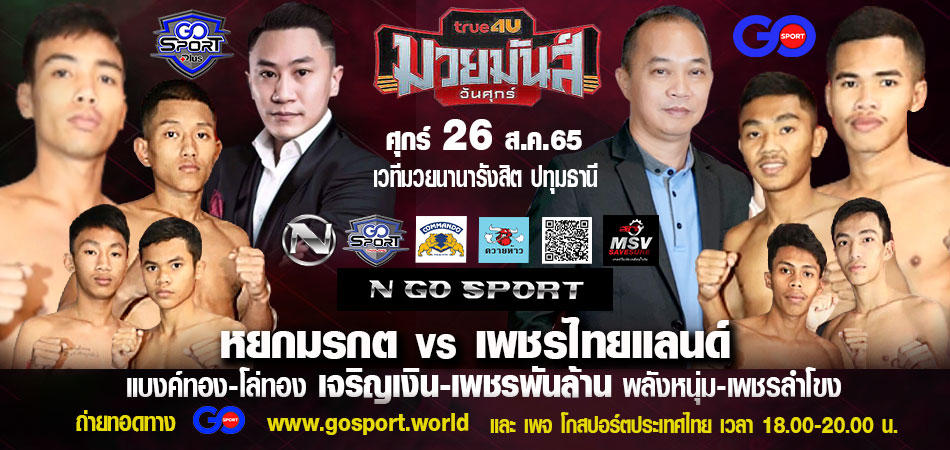 GO
SPORT
Plus
true4U
มวยมันส์
วันศุกร์
GO SPORT
ศุกร์ 26 ส.ค.65
เวทีมวยนานารังสิต ปทุมธานี
N
GO
SPORT
COMMANDO
ควายห้าว
MSV
SAVESURE
N GO SPORT
หยกมรกต vs เพชรไทยแลนด์
แบงค์ทอง-โล่ทอง เจริญเงิน-เพชรพันล้าน พลังหนุ่ม-เพชรลำโขง
ถ่ายทอดทาง GO SPORT www.gosport.world และ เพจ โกสปอร์ตประเทศไทย เวลา 18.00-20.00 น.